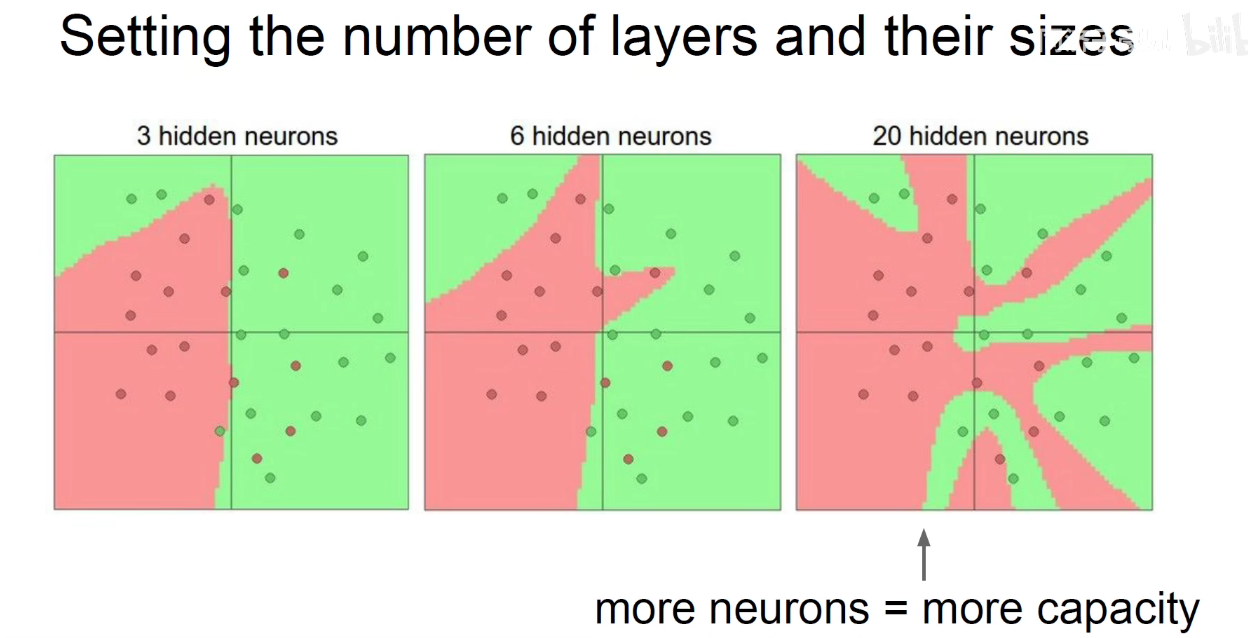 Setting the number of layers and their sizes
3 hidden neurons
6 hidden neurons
20 hidden neurons
more neurons = more capacity